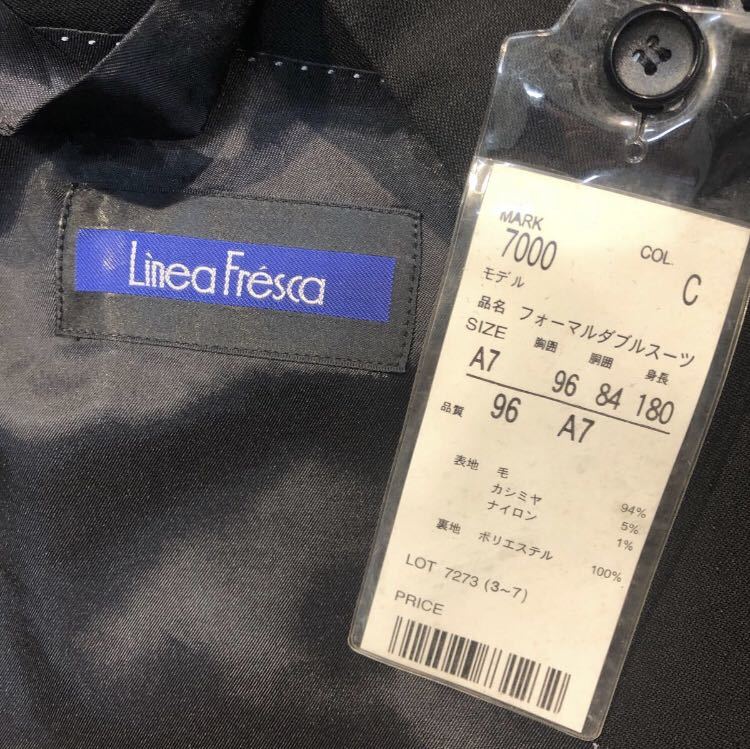 Linea Frésca
MARK COL.
7000 C
モデル
品名 フォーマルダブルスーツ
SIZE 胸囲 胴囲 身長
A7 96 84 180
品質 96 A7
表地 毛 94%
カシミヤ 5%
ナイロン 1%
裏地 ポリエステル 100%
LOT 7273 (3~7)
PRICE